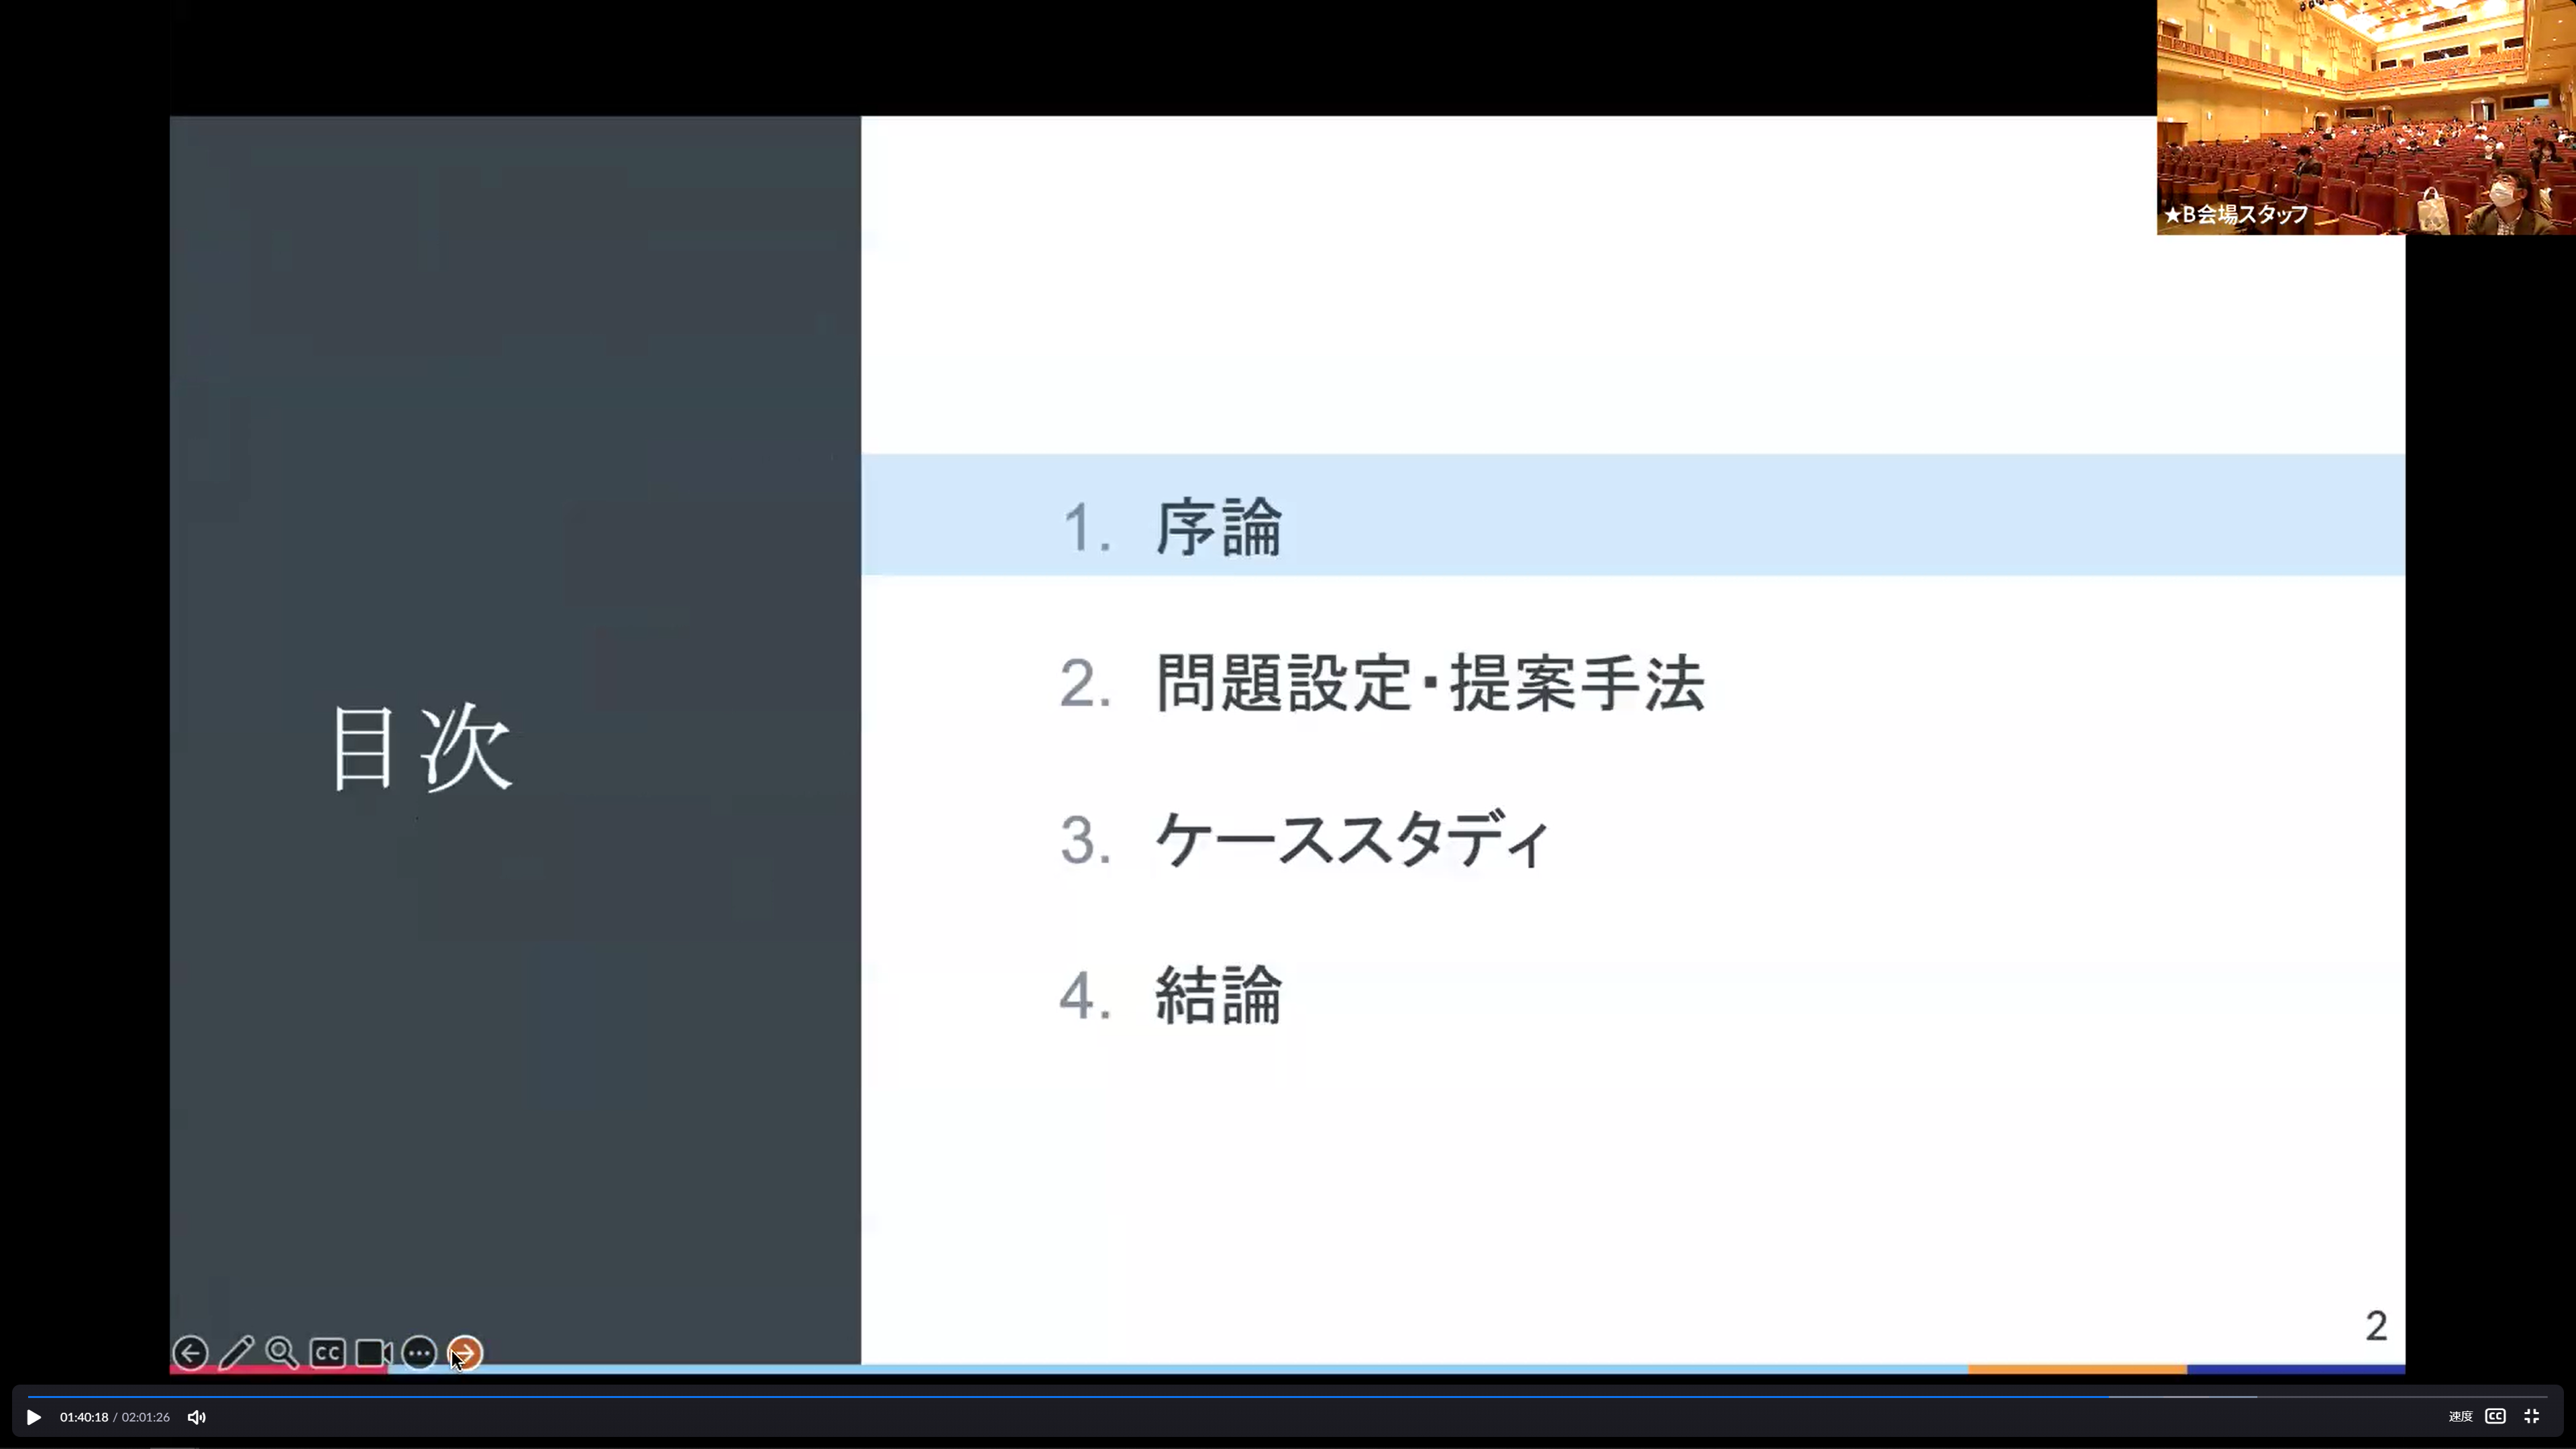 ★B会場スタッフ
目次
1. 序論
2. 問題設定・提案手法
3. ケーススタディ
4. 結論
2
CC
01:40:18 / 02:01:26
速度
CC